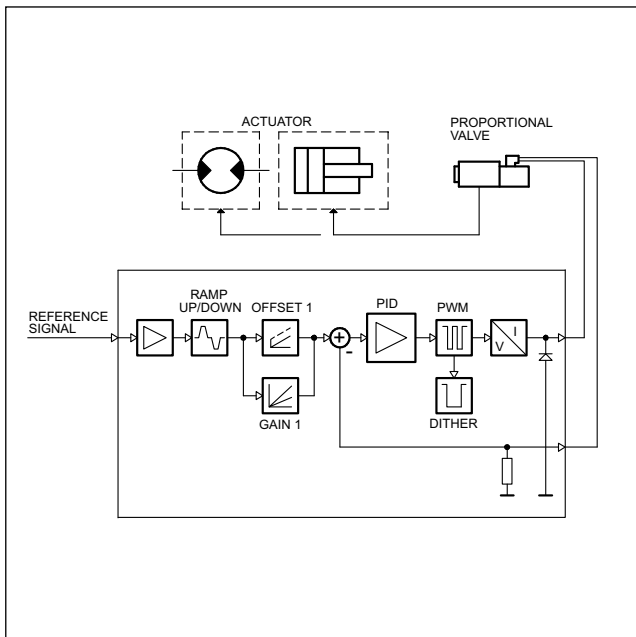 ACTUATOR
PROPORTIONAL
VALVE
REFERENCE
SIGNAL
RAMP
UP/DOWN
OFFSET 1
GAIN 1
+
-
PID
PWM
DITHER
I
V